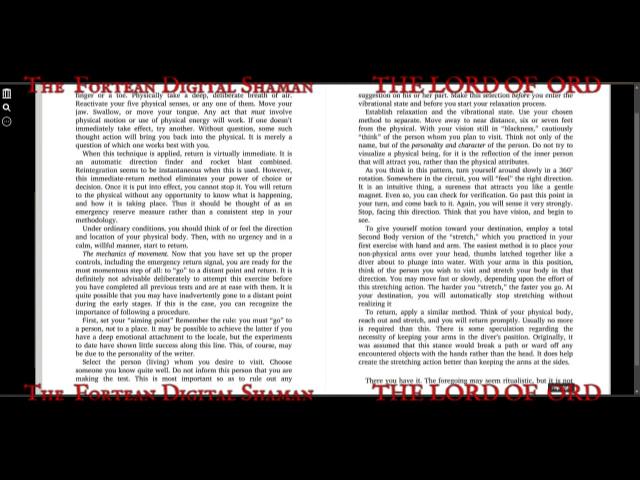 THE FORTEAN DIGITAL SHAMAN
THE LORD OF ORD
finger or a toe. Physically take a deep, deliberate breath of air.
Reactivate your five physical senses, or any one of them. Move your
jaw. Swallow, or move your tongue. Any act that must involve
physical motion or use of physical energy will work. If one doesn't
immediately take effect, try another. Without question, some such
thought action will bring you back into the physical. It is merely a
question of which one works best with you.
When this technique is applied, return is virtually immediate. It is
an automatic direction finder and rocket blast combined.
Reintegration seems to be instantaneous when this is used. However,
this immediate-return method eliminates your power of choice or
decision. Once it is put into effect, you cannot stop it. You will return
to the physical without any opportunity to know what is happening,
and how it is taking place. Thus it should be thought of as an
emergency reserve measure rather than a consistent step in your
methodology.
Under ordinary conditions, you should think of or feel the direction
and location of your physical body. Then, with no urgency and in a
calm, willful manner, start to return.
The mechanics of movement. Now that you have set up the proper
controls, including the emergency return signal, you are ready for the
most momentous step of all: to "go" to a distant point and return. It is
definitely not advisable deliberately to attempt this exercise before
you have completed all previous tests and are at ease with them. It is
quite possible that you may have inadvertently gone to a distant point
during the early stages. If this is the case, you can recognize the
importance of following a procedure.
First, set your "aiming point." Remember the rule: you must "go" to
a person, not to a place. It may be possible to achieve the latter if you
have a deep emotional attachment to the locale, but the experiments
to date have shown little success along this line. This, of course, may
be due to the personality of the writer.
Select the person (living) whom you desire to visit. Choose
someone you know quite well. Do not inform this person that you are
making the test. This is most important so as to rule out any
suggestion on his or her part. Make this selection before you enter the
vibrational state and before you start your relaxation process.
Establish relaxation and the vibrational state. Use your chosen
method to separate. Move away to near distance, six or seven feet
from the physical. With your vision still in "blackness," cautiously
"think" of the person whom you plan to visit. Think not only of the
name, but of the personality and character of the person. Do not try to
visualize a physical being, for it is the reflection of the inner person
that will attract you, rather than the physical attributes.
As you think in this pattern, turn yourself around slowly in a 360°
rotation. Somewhere in the circuit, you will "feel" the right direction.
It is an intuitive thing, a sureness that attracts you like a gentle
magnet. Even so, you can check for verification. Go past this point in
your turn, and come back to it. Again, you will sense it very strongly.
Stop, facing this direction. Think that you have vision, and begin to
see.
To give yourself motion toward your destination, employ a total
Second Body version of the "stretch," which you practiced in your
first exercise with hand and arm. The easiest method is to place your
non-physical arms over your head, thumbs locked together like a
diver about to plunge into water. With your arms in this position,
think of the person you wish to visit and stretch your body in that
direction. You may move fast or slowly, depending upon the effort of
this stretching action. The harder you "stretch," the faster you go. At
your destination, you will automatically stop stretching without
realizing it
To return, apply a similar method. Think of your physical body,
reach out and stretch, and you will return promptly. Usually no more
is required than this. There is some speculation regarding the
necessity of keeping your arms in the diver's position. Originally, it
was assumed that this stance would break a path or ward off any
encountered objects with the hands rather than the head. It does help
create the stretching action better than keeping the arms at the sides.
There you have it. The foregoing may seem ritualistic, but it is not
THE FORTEAN DIGITAL SHAMAN
THE LORD OF ORD